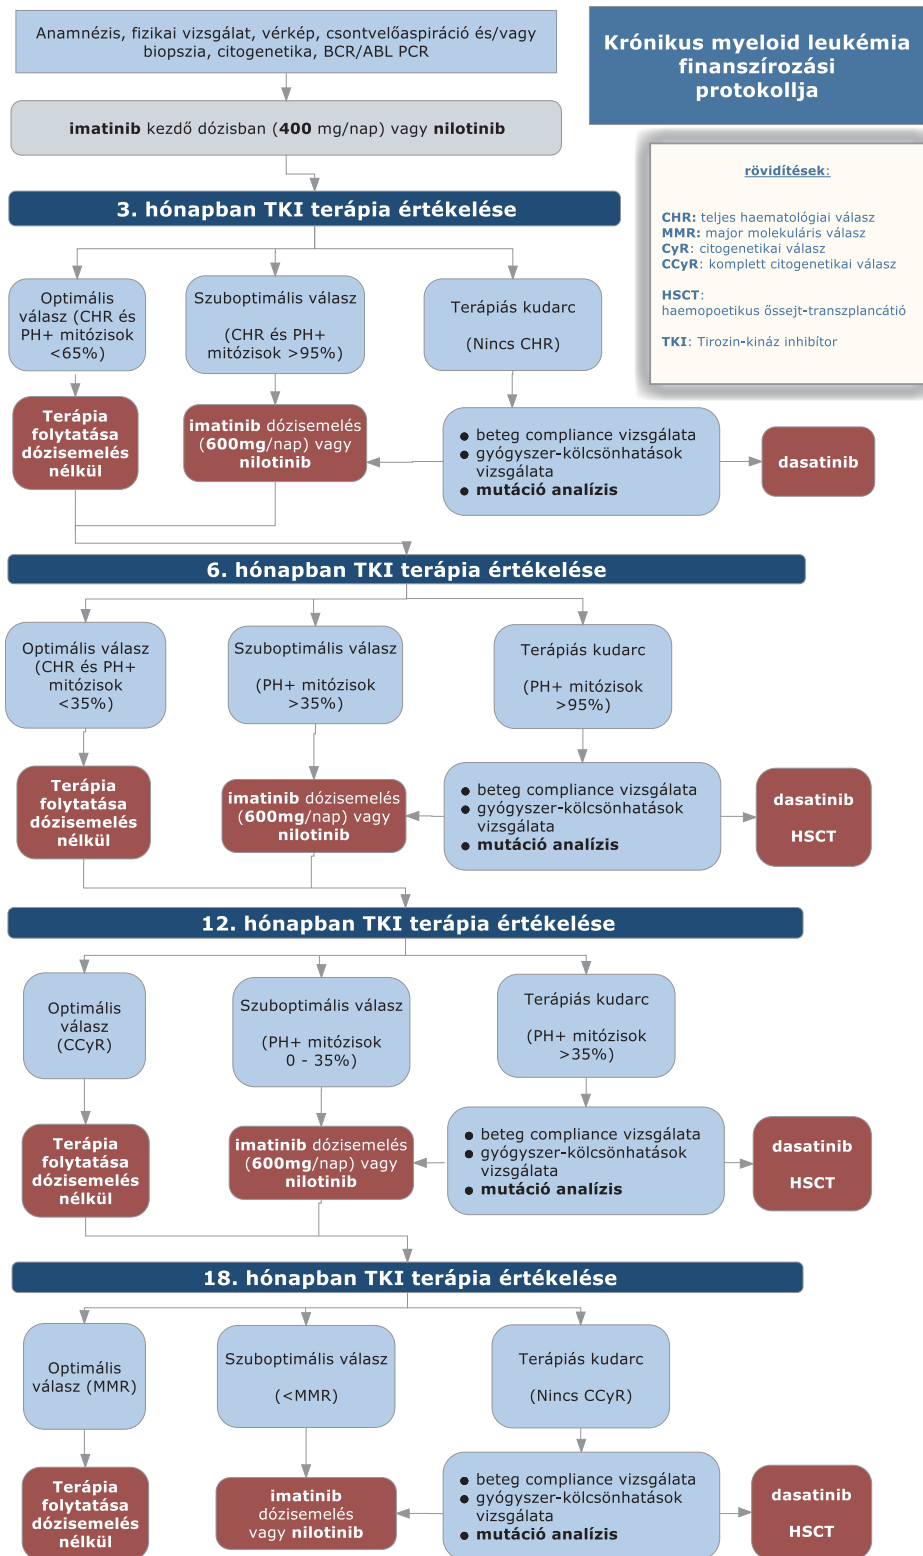 Anamnézis, fizikai vizsgálat, vérkép, csontvelőaspiráció és/vagy
biopszia, citogenetika, BCR/ABL PCR
Krónikus myeloid leukémia
finanszírozási
protokollja
imatinib kezdő dózisban (400 mg/nap) vagy nilotinib
rövidítések:
CHR: teljes haematológiai válasz
MMR: major molekuláris válasz
CyR: citogenetikai válasz
CCyR: komplett citogenetikai válasz
HSCT:
haemopoetikus őssejt-transzplancátió
TKI: Tirozin-kináz inhibítor
3. hónapban TKI terápia értékelése
Optimális
válasz (CHR és
PH+ mitózisok
<65%)
Szuboptimális válasz
(CHR és PH+
mitózisok >95%)
Terápiás kudarc
(Nincs CHR)
Terápia
folytatása
dózisemelés
nélkül
imatinib dózisemelés
(600mg/nap) vagy
nilotinib
● beteg compliance vizsgálata
● gyógyszer-kölcsönhatások
vizsgálata
● mutáció analízis
dasatinib
6. hónapban TKI terápia értékelése
Optimális válasz
(CHR és PH+
mitózisok
<35%)
Szuboptimális válasz
(PH+ mitózisok
>35%)
Terápiás kudarc
(PH+ mitózisok
>95%)
Terápia
folytatása
dózisemelés
nélkül
imatinib dózisemelés
(600mg/nap) vagy
nilotinib
● beteg compliance vizsgálata
● gyógyszer-kölcsönhatások
vizsgálata
● mutáció analízis
dasatinib
HSCT
12. hónapban TKI terápia értékelése
Optimális
válasz
(CCyR)
Szuboptimális válasz
(PH+ mitózisok
0 - 35%)
Terápiás kudarc
(PH+ mitózisok
>35%)
Terápia
folytatása
dózisemelés
nélkül
imatinib dózisemelés
(600mg/nap) vagy
nilotinib
● beteg compliance vizsgálata
● gyógyszer-kölcsönhatások
vizsgálata
● mutáció analízis
dasatinib
HSCT
18. hónapban TKI terápia értékelése
Optimális
válasz (MMR)
Szuboptimális válasz
(<MMR)
Terápiás kudarc
(Nincs CCyR)
Terápia
folytatása
dózisemelés
nélkül
imatinib
dózisemelés
vagy nilotinib
● beteg compliance vizsgálata
● gyógyszer-kölcsönhatások
vizsgálata
● mutáció analízis
dasatinib
HSCT